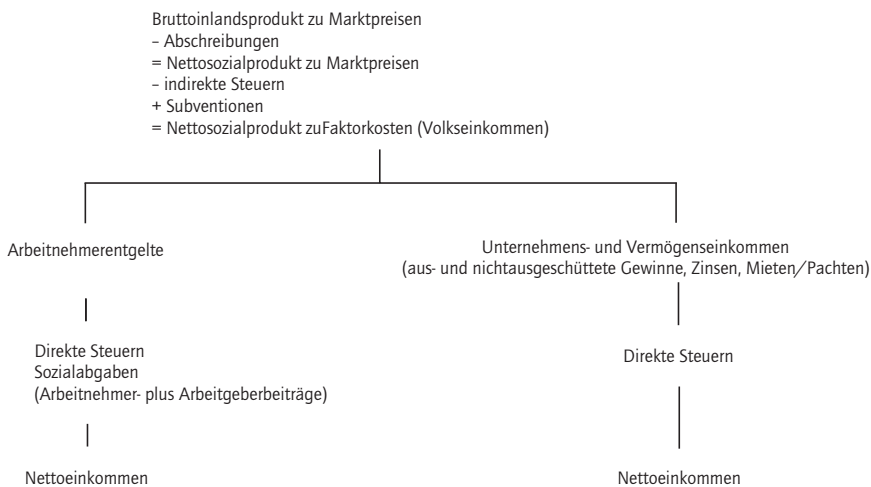 Bruttoinlandsprodukt zu Marktpreisen
– Abschreibungen
= Nettosozialprodukt zu Marktpreisen
– indirekte Steuern
+ Subventionen
= Nettosozialprodukt zuFaktorkosten (Volkseinkommen)
Arbeitnehmerentgelte
Unternehmens- und Vermögenseinkommen
(aus- und nichtausgeschüttete Gewinne, Zinsen, Mieten/Pachten)
Direkte Steuern
Sozialabgaben
(Arbeitnehmer- plus Arbeitgeberbeiträge)
Direkte Steuern
Nettoeinkommen
Nettoeinkommen